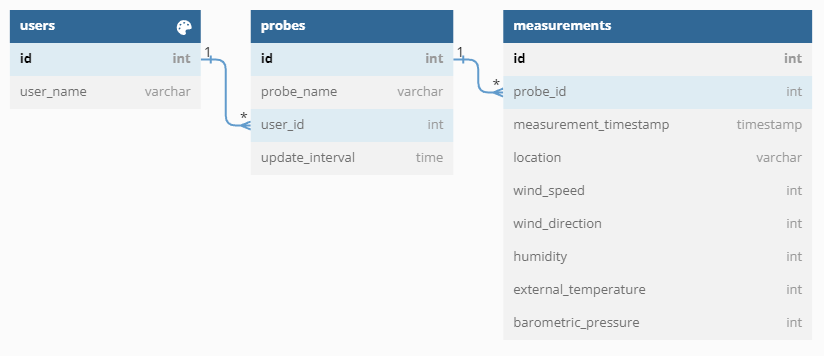 users
id int
user_name varchar
1
*
probes
id int
probe_name varchar
user_id int
update_interval time
1
*
measurements
id int
probe_id int
measurement_timestamp timestamp
location varchar
wind_speed int
wind_direction int
humidity int
external_temperature int
barometric_pressure int